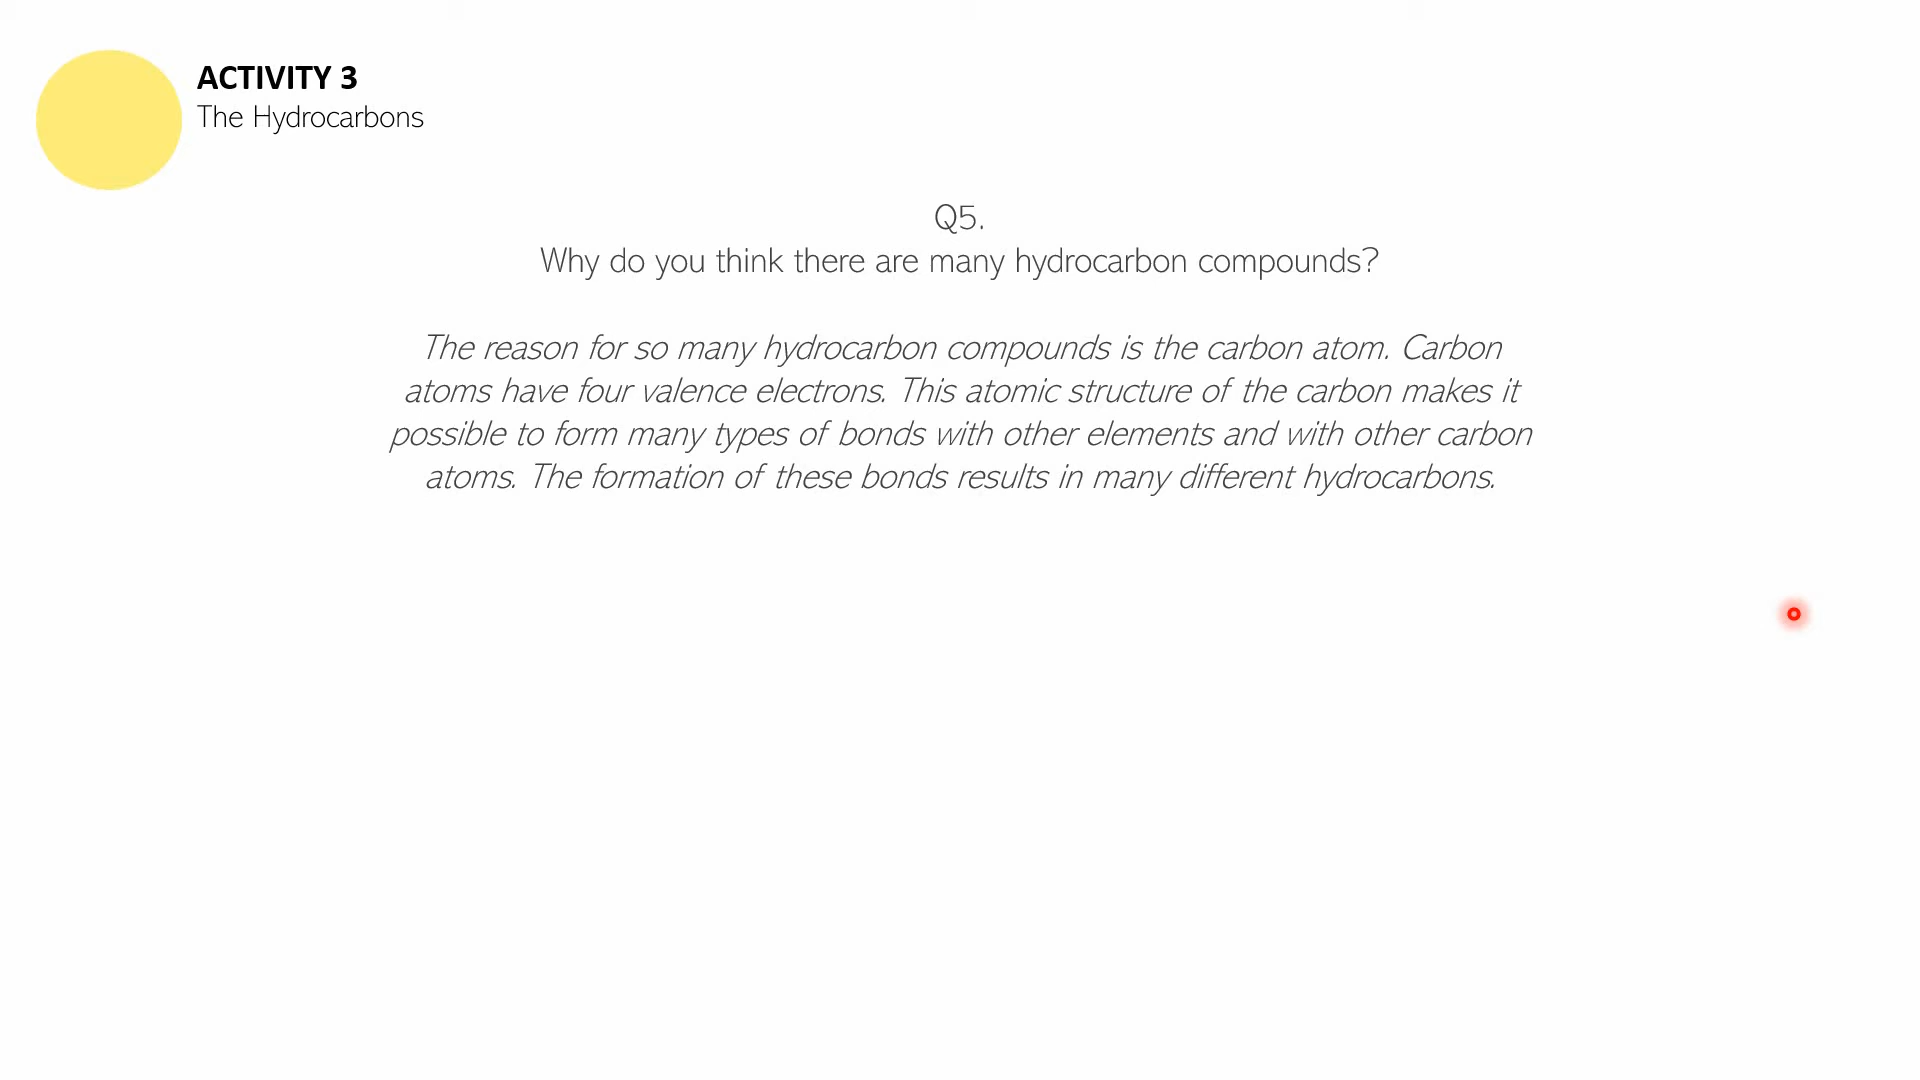 ACTIVITY 3
The Hydrocarbons
Q5.
Why do you think there are many hydrocarbon compounds?
The reason for so many hydrocarbon compounds is the carbon atom. Carbon
atoms have four valence electrons. This atomic structure of the carbon makes it
possible to form many types of bonds with other elements and with other carbon
atoms. The formation of these bonds results in many different hydrocarbons.